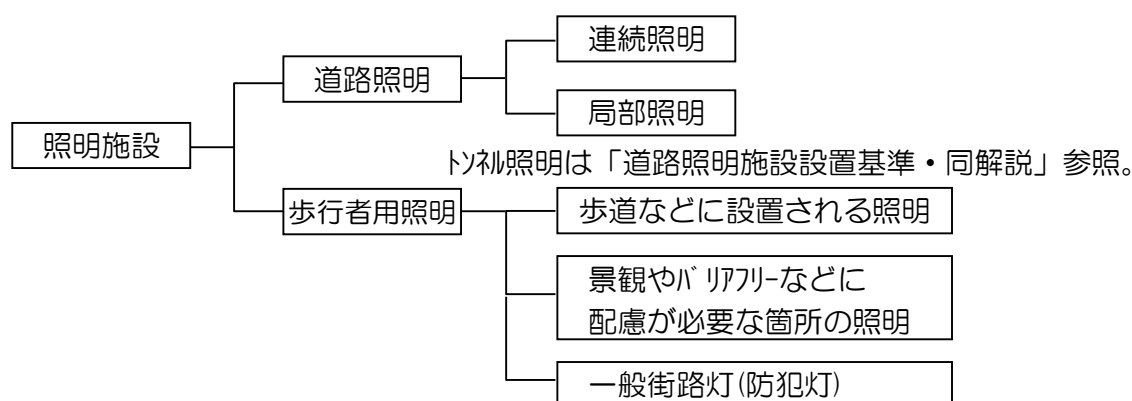 連続照明
道路照明
局部照明
照明施設
ﾄﾝﾈﾙ照明は「道路照明施設設置基準・同解説」参照。
歩行者用照明
歩道などに設置される照明
景観やﾊﾞﾘｱﾌﾘｰなどに
配慮が必要な箇所の照明
一般街路灯(防犯灯)